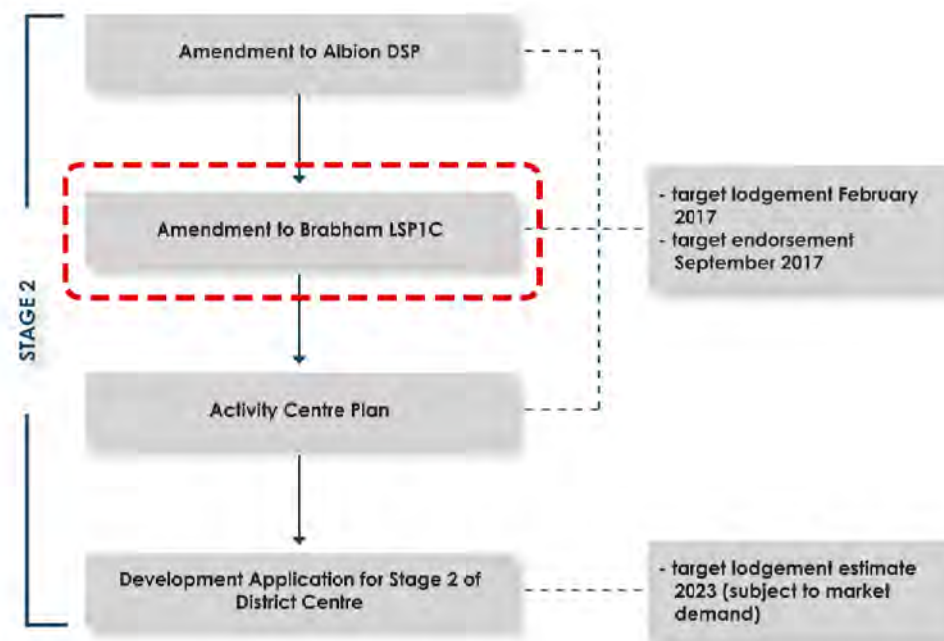 STAGE 2
Amendment to Albion DSP
Amendment to Brabham LSP1C
- target lodgement February
2017
- target endorsement
September 2017
Activity Centre Plan
Development Application for Stage 2 of
District Centre
- target lodgement estimate
2023 (subject to market
demand)